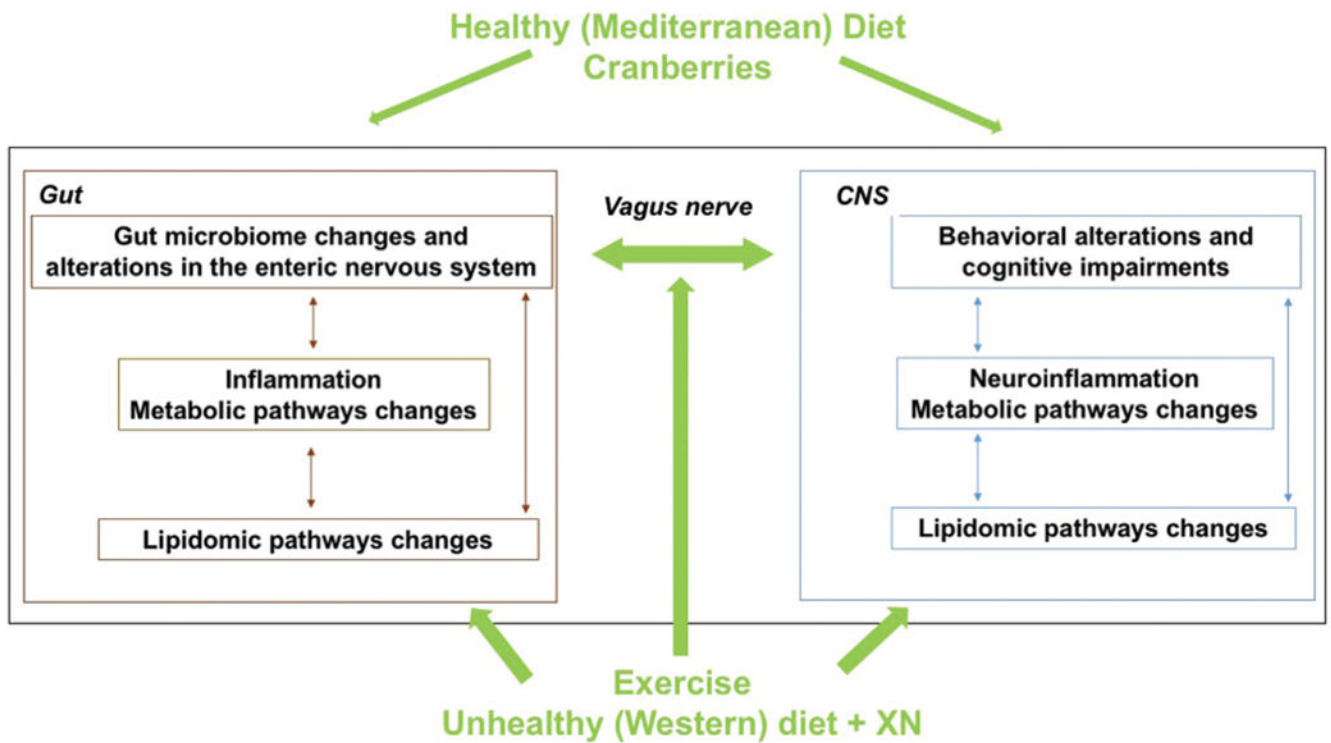 Healthy (Mediterranean) Diet
Cranberries
Gut
Gut microbiome changes and
alterations in the enteric nervous system
Inflammation
Metabolic pathways changes
Lipidomic pathways changes
Vagus nerve
CNS
Behavioral alterations and
cognitive impairments
Neuroinflammation
Metabolic pathways changes
Lipidomic pathways changes
Exercise
Unhealthy (Western) diet + XN